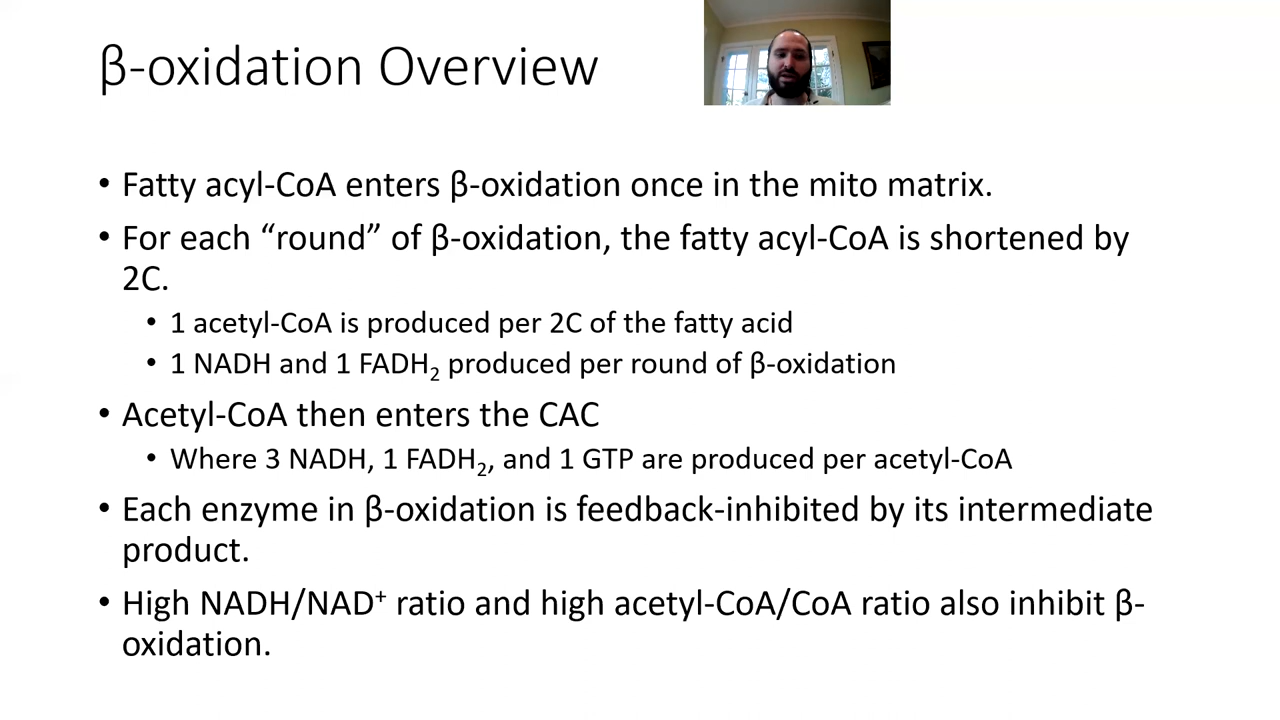 β-oxidation Overview
• Fatty acyl-CoA enters β-oxidation once in the mito matrix.
• For each “round” of β-oxidation, the fatty acyl-CoA is shortened by
2C.
• 1 acetyl-CoA is produced per 2C of the fatty acid
• 1 NADH and 1 FADH₂ produced per round of β-oxidation
• Acetyl-CoA then enters the CAC
• Where 3 NADH, 1 FADH₂, and 1 GTP are produced per acetyl-CoA
• Each enzyme in β-oxidation is feedback-inhibited by its intermediate
product.
• High NADH/NAD⁺ ratio and high acetyl-CoA/CoA ratio also inhibit β-
oxidation.